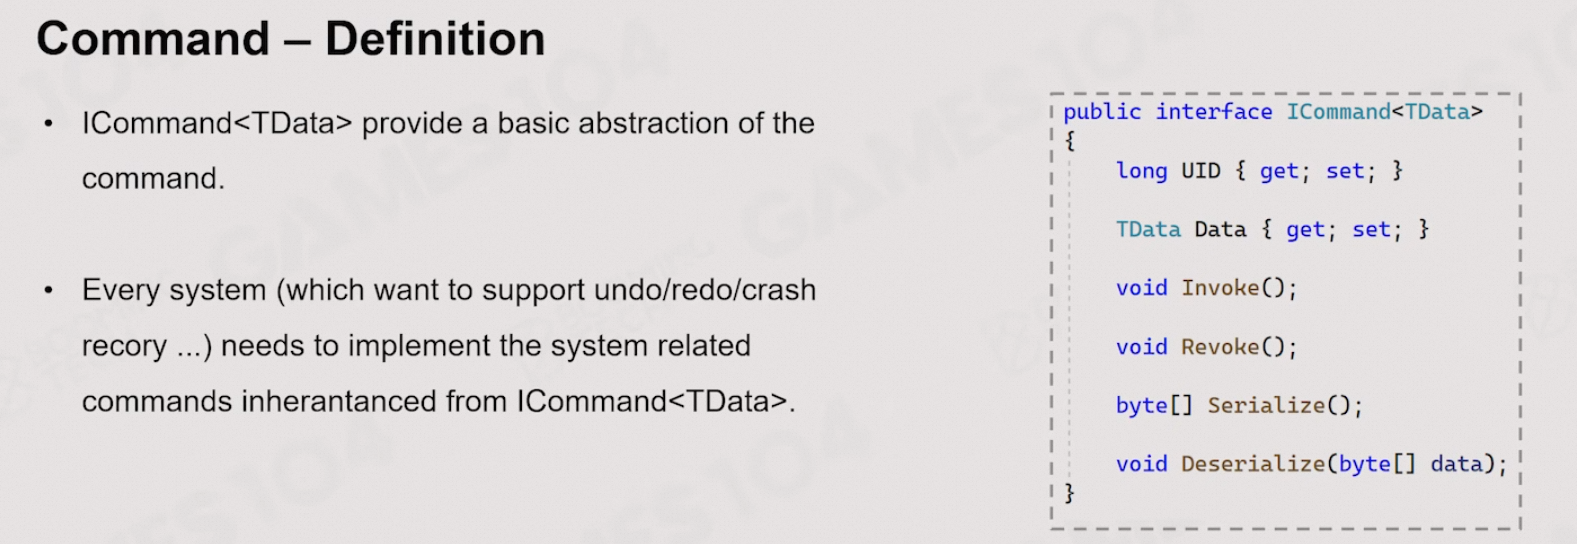 Command – Definition
• ICommand<TData> provide a basic abstraction of the
command.
• Every system (which want to support undo/redo/crash
recory ...) needs to implement the system related
commands inherantanced from ICommand<TData>.
public interface ICommand<TData>
{
long UID { get; set; }
TData Data { get; set; }
void Invoke();
void Revoke();
byte[] Serialize();
void Deserialize(byte[] data);
}
GAMES104